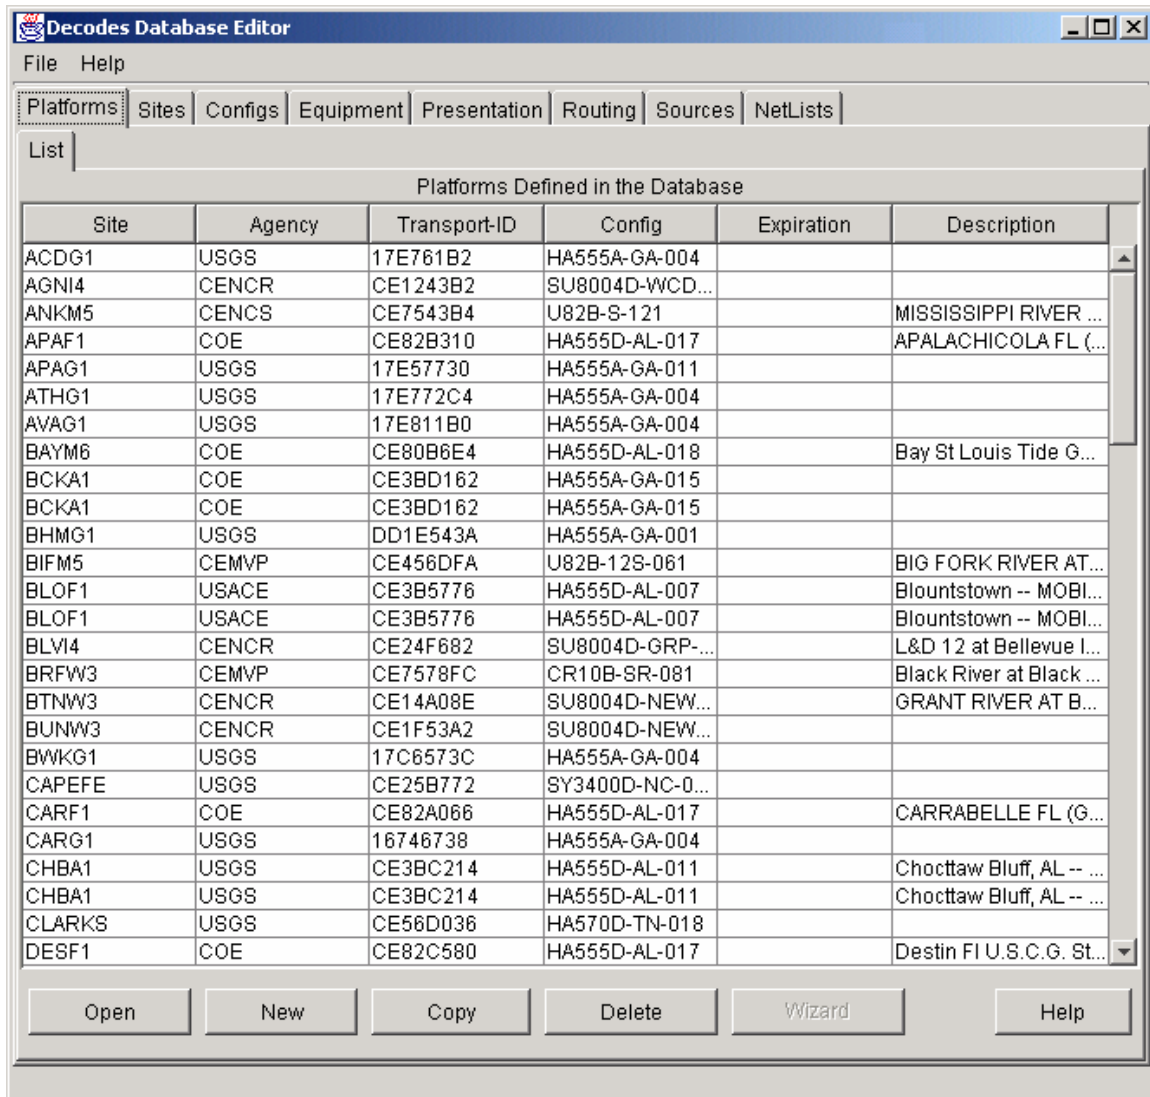 Decodes Database Editor
File Help
Platforms Sites Configs Equipment Presentation Routing Sources NetLists
List
Platforms Defined in the Database
Site Agency Transport-ID Config Expiration Description
ACDG1 USGS 17E761B2 HA555A-GA-004
AGNI4 CENCR CE1243B2 SU8004D-WCD...
ANKM5 CENCS CE7543B4 U82B-S-121 MISSISSIPPI RIVER ...
APAF1 COE CE82B310 HA555D-AL-017 APALACHICOLA FL (...
APAG1 USGS 17E57730 HA555A-GA-011
ATHG1 USGS 17E772C4 HA555A-GA-004
AVAG1 USGS 17E811B0 HA555A-GA-004
BAYM6 COE CE80B6E4 HA555D-AL-018 Bay St Louis Tide G...
BCKA1 COE CE3BD162 HA555A-GA-015
BCKA1 COE CE3BD162 HA555A-GA-015
BHMG1 USGS DD1E543A HA555A-GA-001
BIFM5 CEMVP CE456DFA U82B-12S-061 BIG FORK RIVER AT...
BLOF1 USACE CE3B5776 HA555D-AL-007 Blountstown -- MOBI...
BLOF1 USACE CE3B5776 HA555D-AL-007 Blountstown -- MOBI...
BLVI4 CENCR CE24F682 SU8004D-GRP-... L&D 12 at Bellevue I...
BRFW3 CEMVP CE7578FC CR10B-SR-081 Black River at Black ...
BTNW3 CENCR CE14A08E SU8004D-NEW... GRANT RIVER AT B...
BUNW3 CENCR CE1F53A2 SU8004D-NEW...
BWKG1 USGS 17C6573C HA555A-GA-004
CAPEFE USGS CE25B772 SY3400D-NC-0...
CARF1 COE CE82A066 HA555D-AL-017 CARRABELLE FL (G...
CARG1 USGS 16746738 HA555A-GA-004
CHBA1 USGS CE3BC214 HA555D-AL-011 Chocttaw Bluff, AL -- ...
CHBA1 USGS CE3BC214 HA555D-AL-011 Chocttaw Bluff, AL -- ...
CLARKS USGS CE56D036 HA570D-TN-018
DESF1 COE CE82C580 HA555D-AL-017 Destin Fl U.S.C.G. St...
Open New Copy Delete Wizard Help